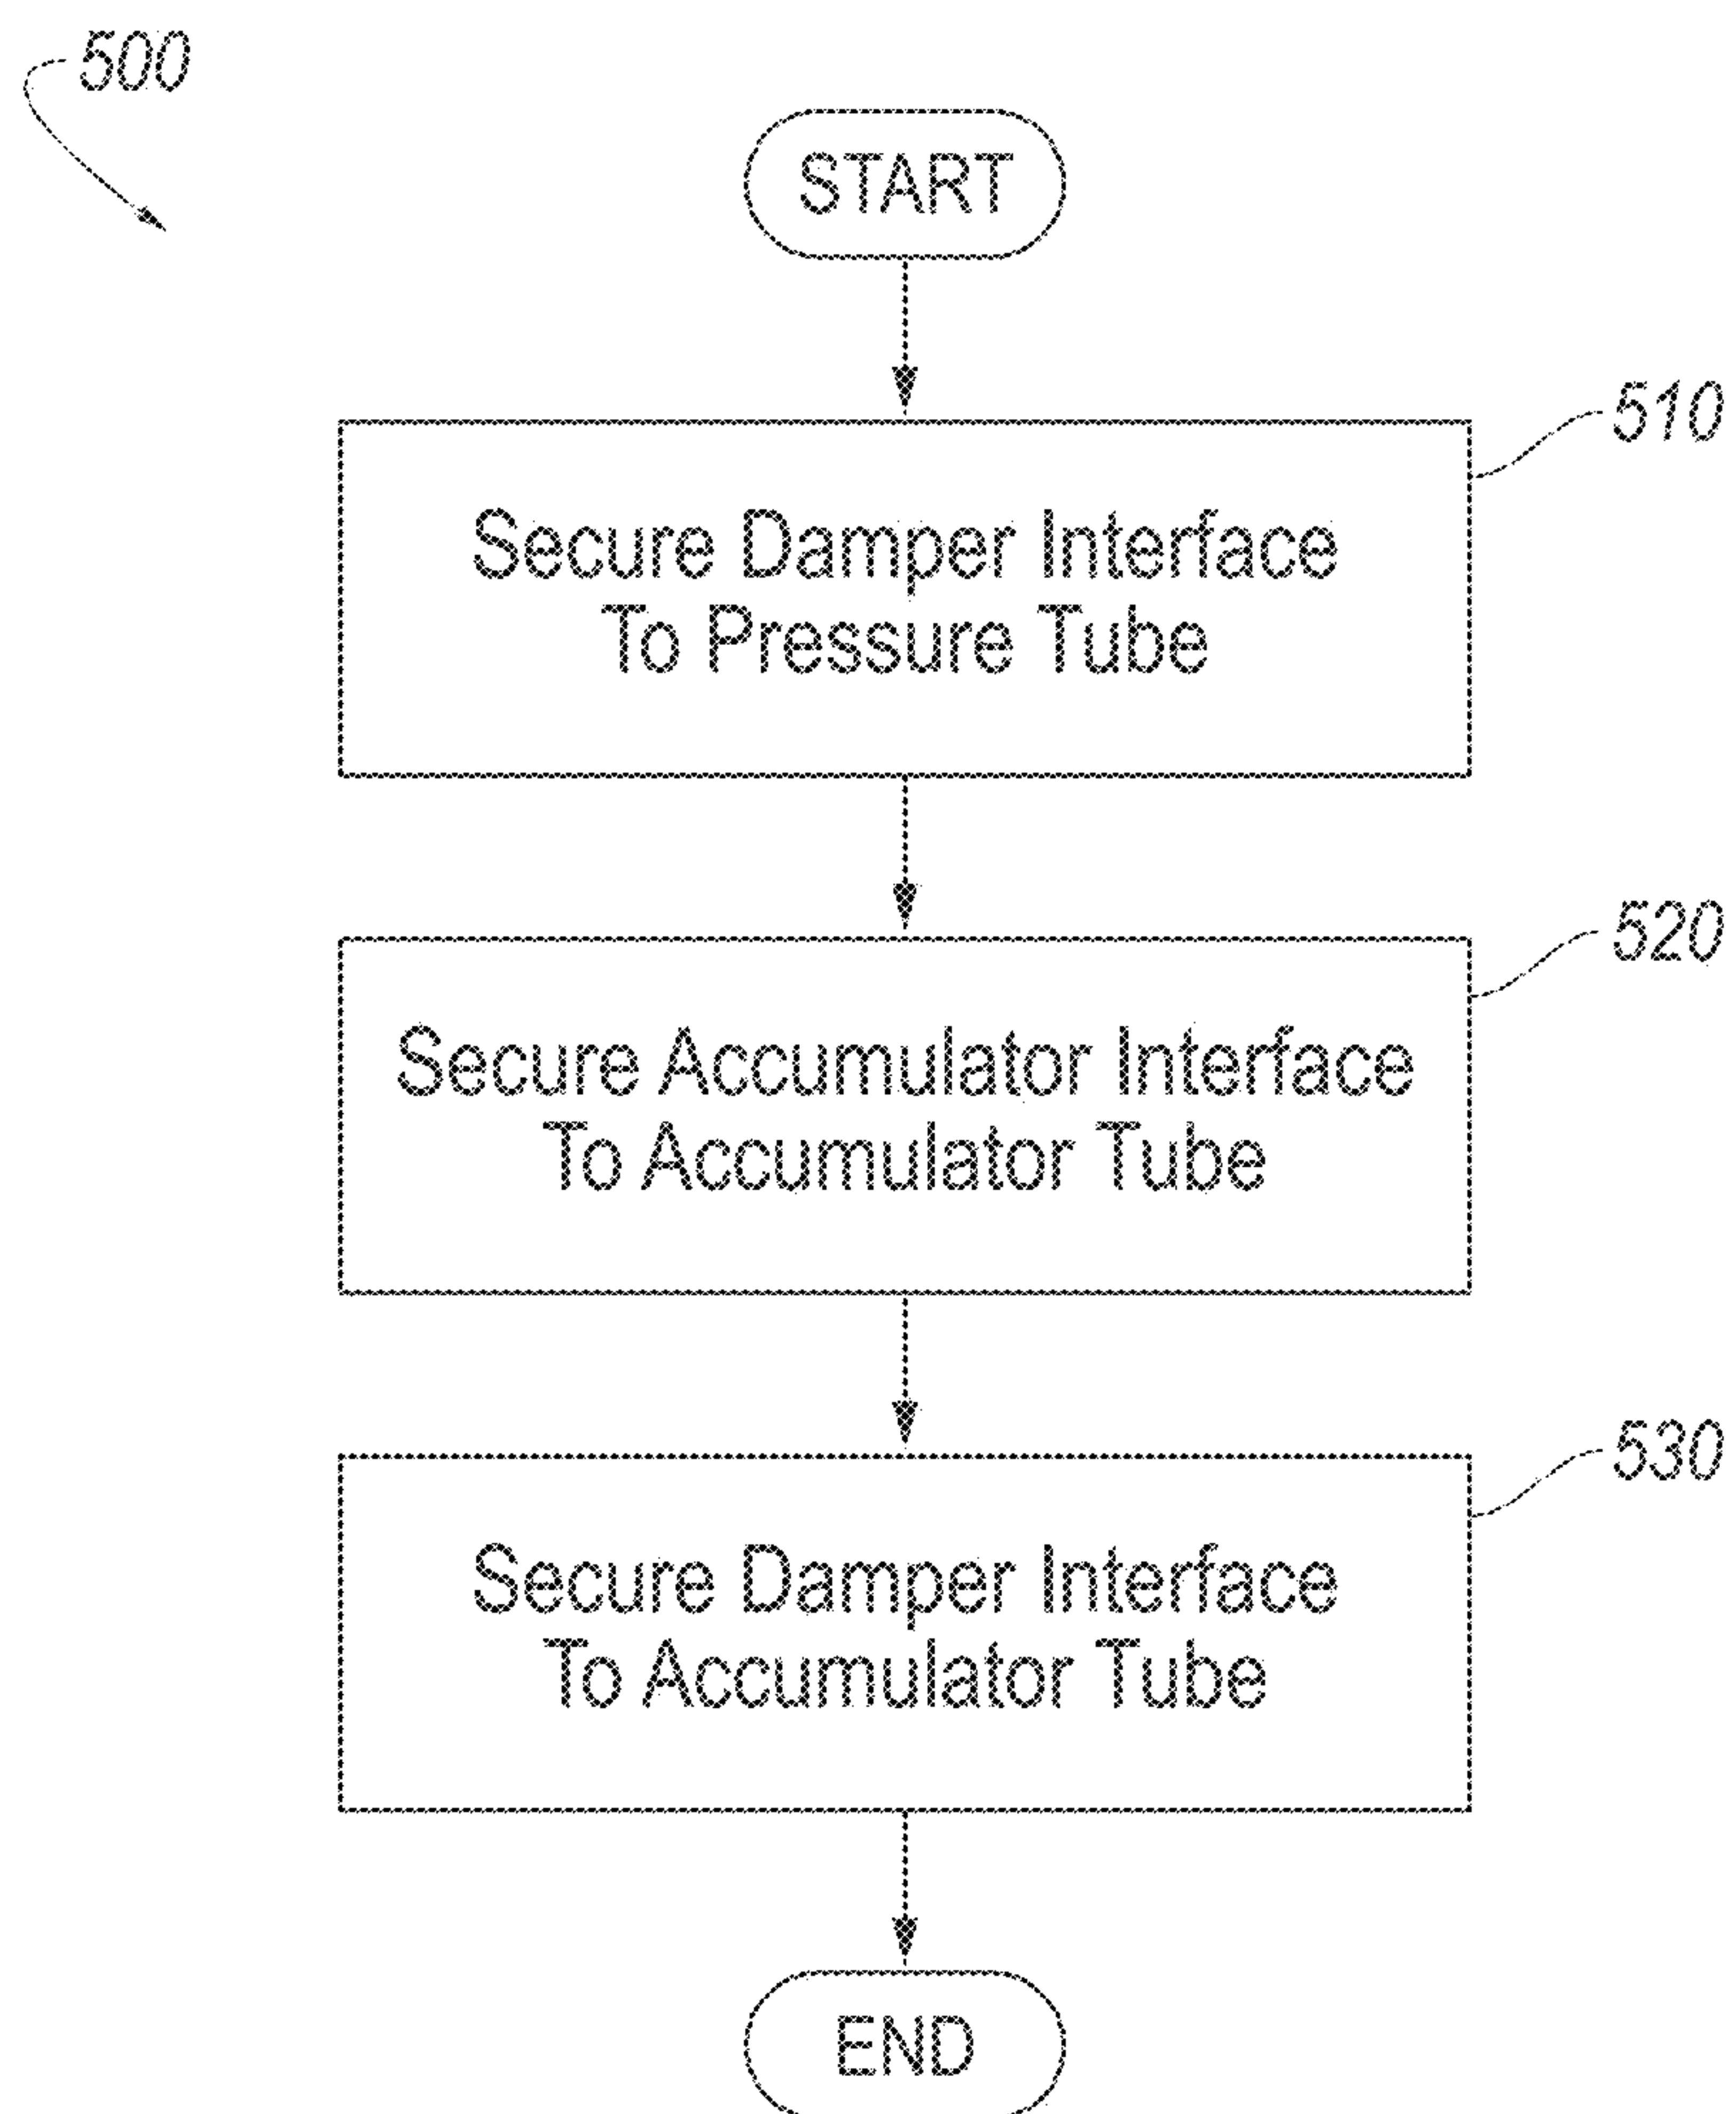 500
START
510
Secure Damper Interface
To Pressure Tube
520
Secure Accumulator Interface
To Accumulator Tube
530
Secure Damper Interface
To Accumulator Tube
END